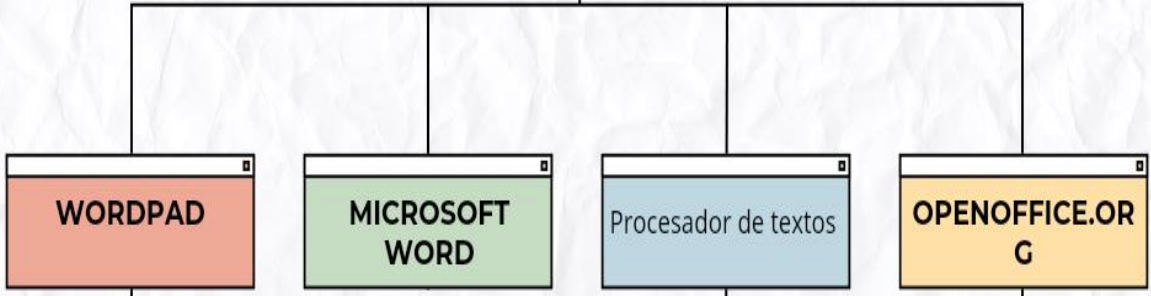 WORDPAD
MICROSOFT
WORD
Procesador de textos
OPENOFFICE.OR
G